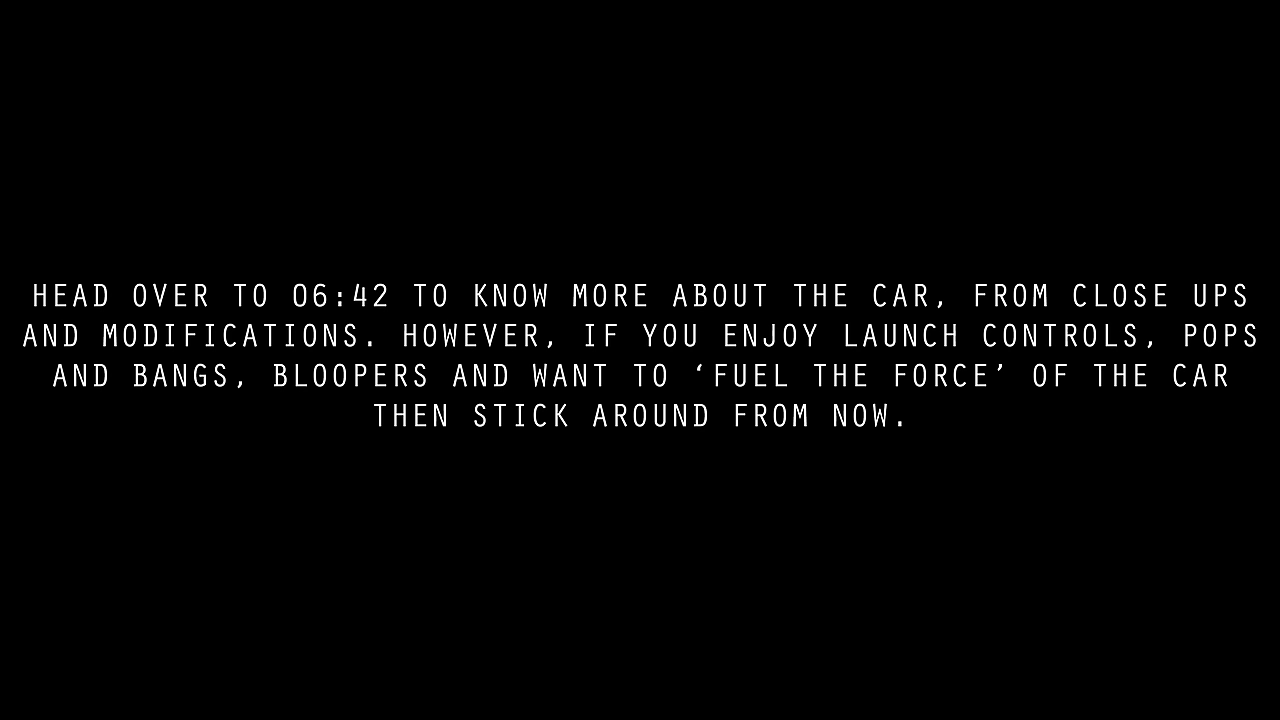 HEAD OVER TO 06:42 TO KNOW MORE ABOUT THE CAR, FROM CLOSE UPS
AND MODIFICATIONS. HOWEVER, IF YOU ENJOY LAUNCH CONTROLS, POPS
AND BANGS, BLOOPERS AND WANT TO ‘FUEL THE FORCE’ OF THE CAR
THEN STICK AROUND FROM NOW.